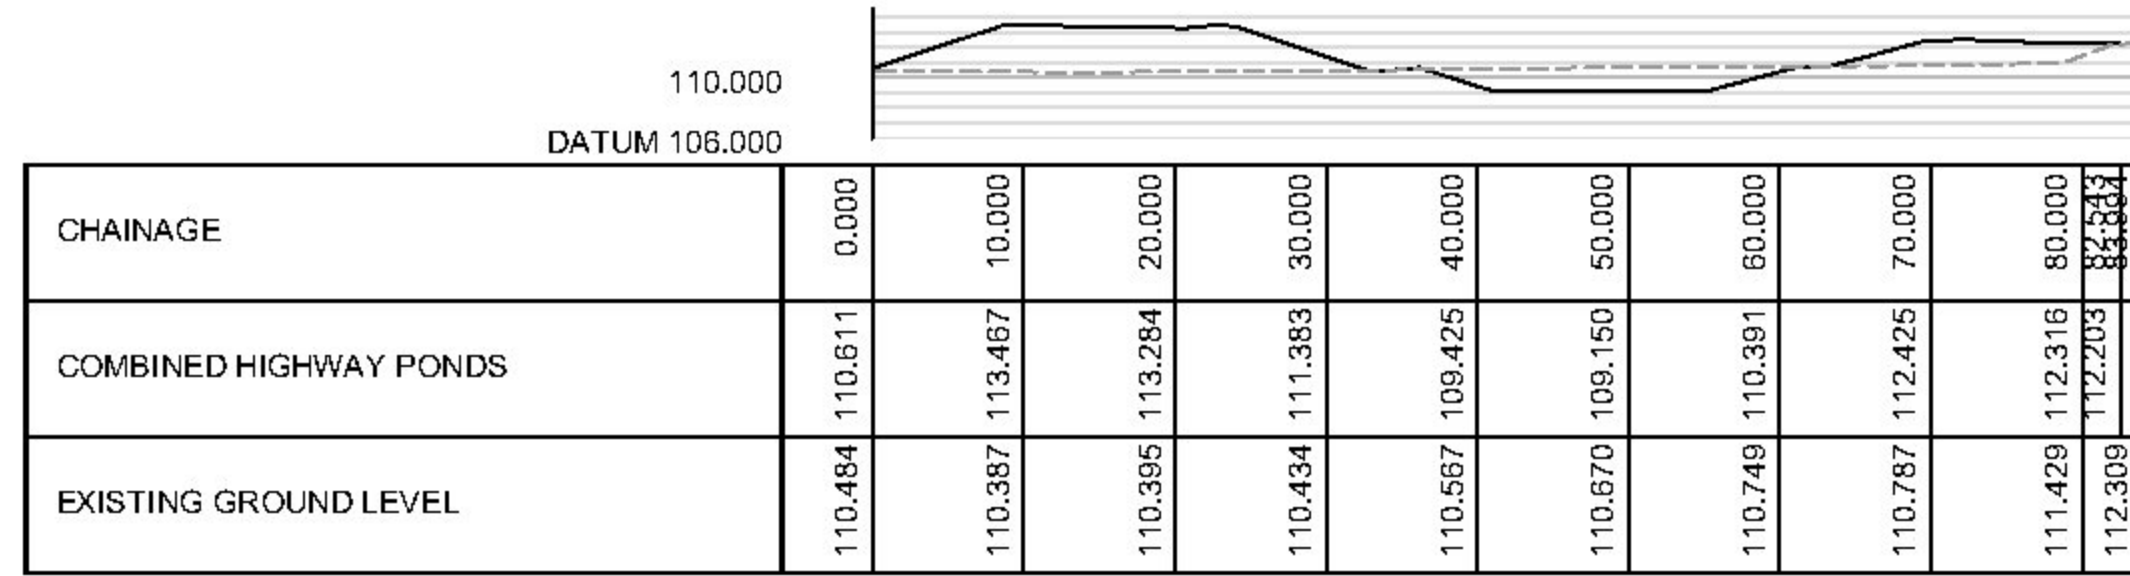 110.000
DATUM 106.000
CHAINAGE 0.000 10.000 20.000 30.000 40.000 50.000 60.000 70.000 80.000 82.543
COMBINED HIGHWAY PONDS 110.611 113.467 113.284 111.383 109.425 109.150 110.391 112.425 112.316 112.203
EXISTING GROUND LEVEL 110.484 110.387 110.395 110.434 110.567 110.670 110.749 110.787 111.429 112.309